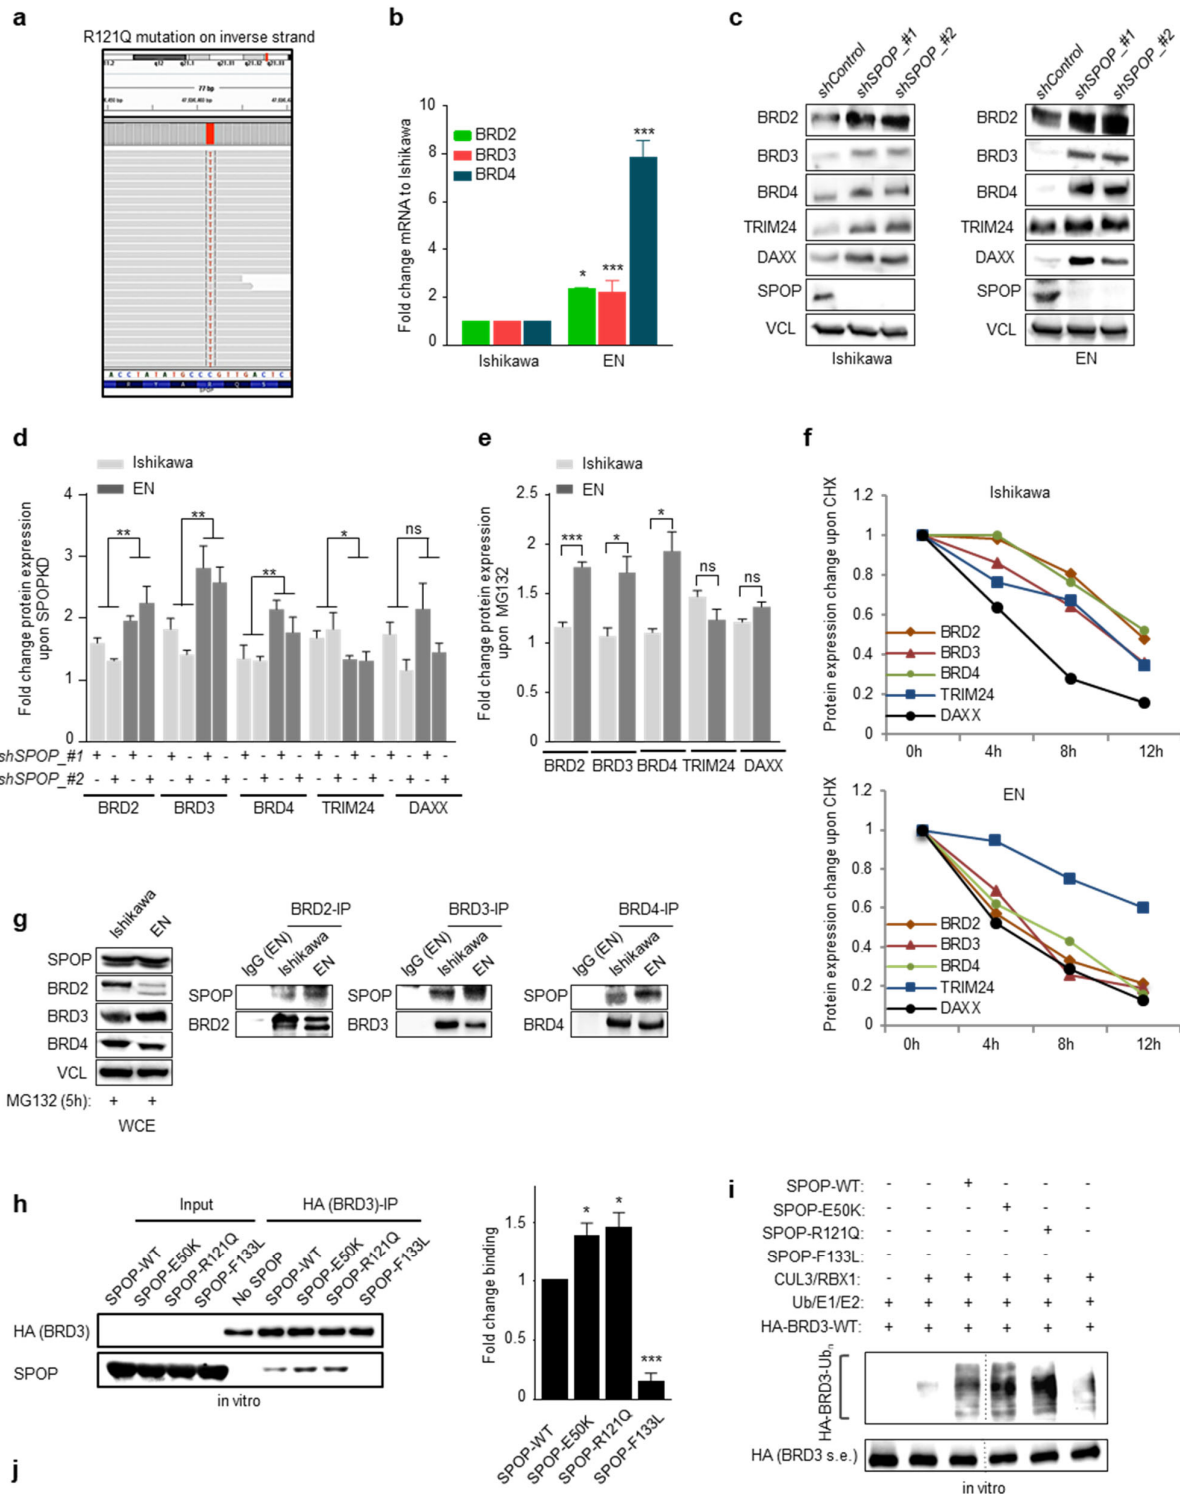 a
R121Q mutation on inverse strand
q12 q21.1 q21.31 q21.32 q21.33
77 bp
A C C T A T A T G C C C G T T G A C T C T
Y A R Q S
SPOP
b
Fold change mRNA to Ishikawa
10
8
6
4
2
0
BRD2
BRD3
BRD4
* *** ***
Ishikawa EN
c
shControl shSPOP_#1 shSPOP_#2
BRD2
BRD3
BRD4
TRIM24
DAXX
SPOP
VCL
Ishikawa
shControl shSPOP_#1 shSPOP_#2
BRD2
BRD3
BRD4
TRIM24
DAXX
SPOP
VCL
EN
d
Ishikawa
EN
Fold change protein expression
upon SPOPKD
4
3
2
1
0
** ** ** * ns
shSPOP_#1 + - + - + - + - + - + - + - + - + - + -
shSPOP_#2 - + - + - + - + - + - + - + - + - + - +
BRD2 BRD3 BRD4 TRIM24 DAXX
e
Ishikawa
EN
Fold change protein expression
upon MG132
2.5
2
1.5
1
0.5
0
*** * * ns ns
BRD2 BRD3 BRD4 TRIM24 DAXX
f
Ishikawa
Protein expression change upon CHX
1.2
1
0.8
0.6
0.4
0.2
0
BRD2
BRD3
BRD4
TRIM24
DAXX
0h 4h 8h 12h
EN
Protein expression change upon CHX
1.2
1
0.8
0.6
0.4
0.2
0
BRD2
BRD3
BRD4
TRIM24
DAXX
0h 4h 8h 12h
g
Ishikawa EN
SPOP
BRD2
BRD3
BRD4
VCL
MG132 (5h): + +
WCE
BRD2-IP
IgG (EN) Ishikawa EN
SPOP
BRD2
BRD3-IP
IgG (EN) Ishikawa EN
SPOP
BRD3
BRD4-IP
IgG (EN) Ishikawa EN
SPOP
BRD4
h
Input HA (BRD3)-IP
SPOP-WT SPOP-E50K SPOP-R121Q SPOP-F133L No SPOP SPOP-WT SPOP-E50K SPOP-R121Q SPOP-F133L
HA (BRD3)
SPOP
in vitro
Fold change binding
1.5
1
0.5
0
* * ***
SPOP-WT SPOP-E50K SPOP-R121Q SPOP-F133L
i
SPOP-WT: - - + - - -
SPOP-E50K: - - - + - -
SPOP-R121Q: - - - - + -
SPOP-F133L: - - - - - -
CUL3/RBX1: - + + + + +
Ub/E1/E2: + + + + + +
HA-BRD3-WT: + + + + + +
HA-BRD3-Ubn
HA (BRD3 s.e.)
in vitro
j